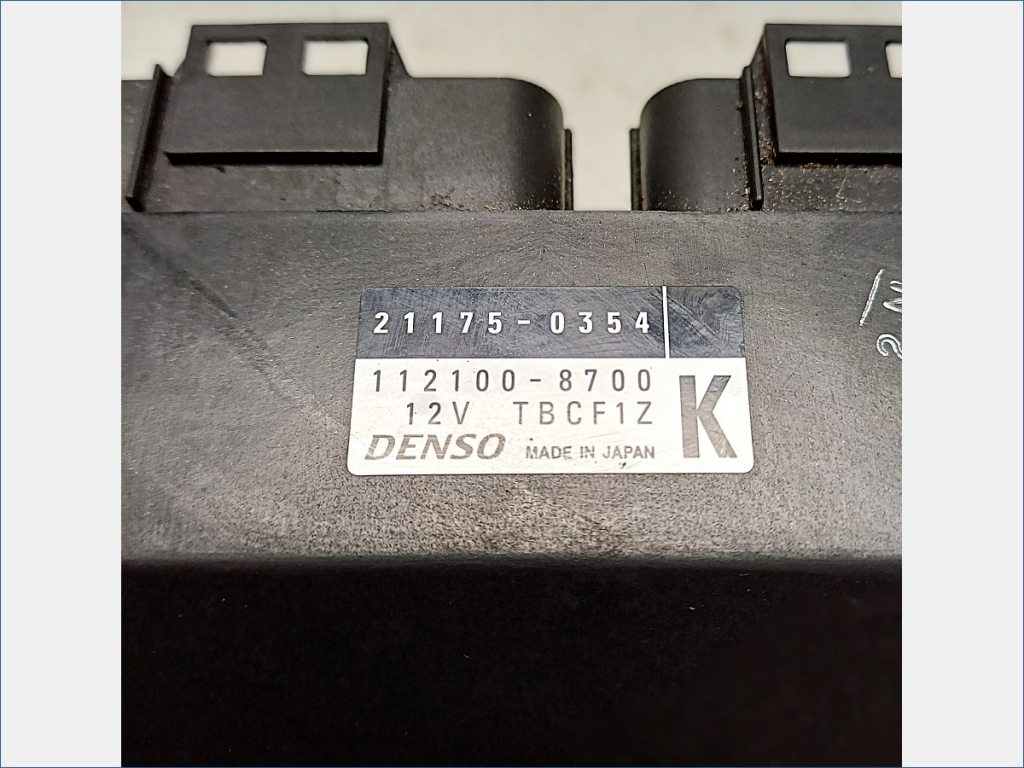 21175-0354
112100-8700
12V TBCF1Z K
DENSO MADE IN JAPAN